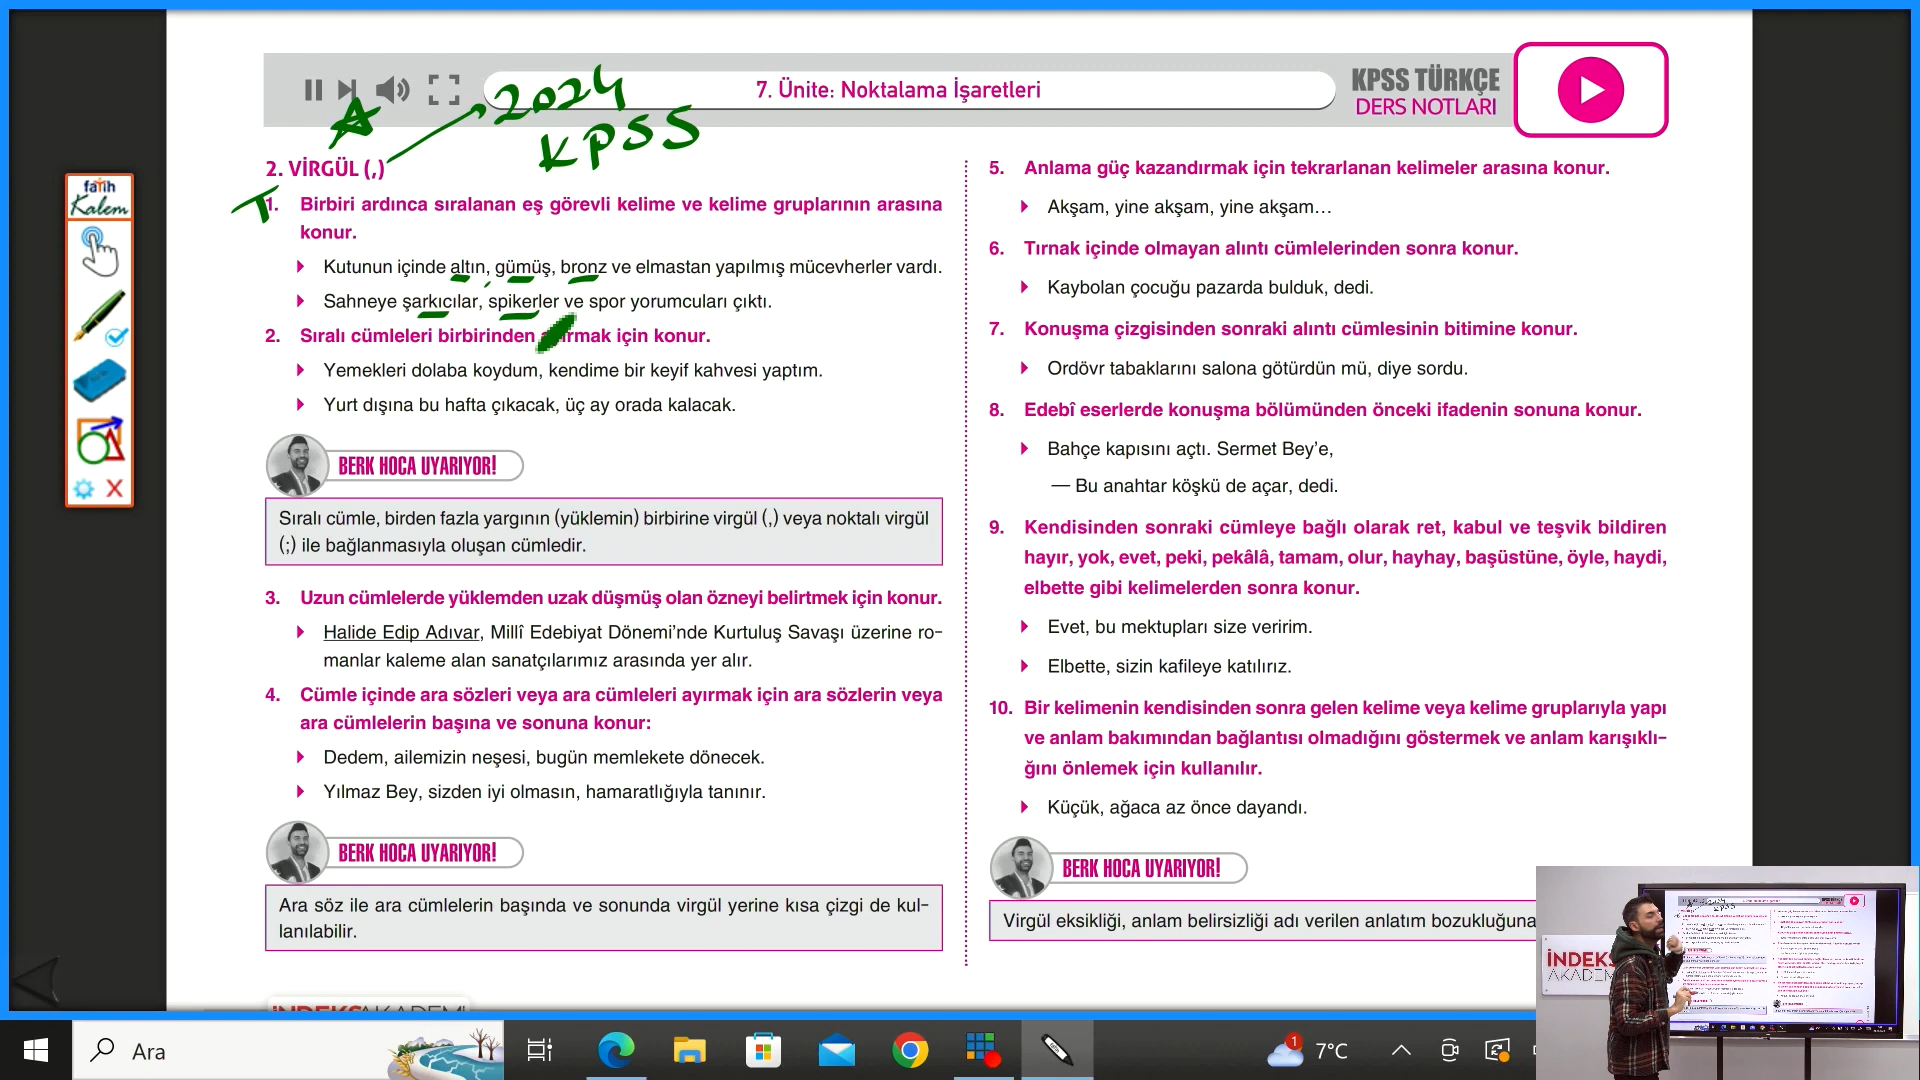 7. Ünite: Noktalama İşaretleri
KPSS TÜRKÇE
DERS NOTLARI
2024
KPSS
fatih
Kalem
2. VİRGÜL (,)
1. Birbiri ardınca sıralanan eş görevli kelime ve kelime gruplarının arasına
konur.
Kutunun içinde altın, gümüş, bronz ve elmastan yapılmış mücevherler vardı.
Sahneye şarkıcılar, spikerler ve spor yorumcuları çıktı.
2. Sıralı cümleleri birbirinden için konur.
Yemekleri dolaba koydum, kendime bir keyif kahvesi yaptım.
Yurt dışına bu hafta çıkacak, üç ay orada kalacak.
BERK HOCA UYARIYOR!
Sıralı cümle, birden fazla yargının (yüklemin) birbirine virgül (,) veya noktalı virgül
(;) ile bağlanmasıyla oluşan cümledir.
3. Uzun cümlelerde yüklemden uzak düşmüş olan özneyi belirtmek için konur.
Halide Edip Adıvar, Millî Edebiyat Dönemi'nde Kurtuluş Savaşı üzerine ro-
manlar kaleme alan sanatçılarımız arasında yer alır.
4. Cümle içinde ara sözleri veya ara cümleleri ayırmak için ara sözlerin veya
ara cümlelerin başına ve sonuna konur:
Dedem, ailemizin neşesi, bugün memlekete dönecek.
Yılmaz Bey, sizden iyi olmasın, hamaratlığıyla tanınır.
BERK HOCA UYARIYOR!
Ara söz ile ara cümlelerin başında ve sonunda virgül yerine kısa çizgi de kul-
lanılabilir.
5. Anlama güç kazandırmak için tekrarlanan kelimeler arasına konur.
Akşam, yine akşam, yine akşam…
6. Tırnak içinde olmayan alıntı cümlelerinden sonra konur.
Kaybolan çocuğu pazarda bulduk, dedi.
7. Konuşma çizgisinden sonraki alıntı cümlesinin bitimine konur.
Ordövr tabaklarını salona götürdün mü, diye sordu.
8. Edebî eserlerde konuşma bölümünden önceki ifadenin sonuna konur.
Bahçe kapısını açtı. Sermet Bey'e,
— Bu anahtar köşkü de açar, dedi.
9. Kendisinden sonraki cümleye bağlı olarak ret, kabul ve teşvik bildiren
hayır, yok, evet, peki, pekâlâ, tamam, olur, hayhay, başüstüne, öyle, haydi,
elbette gibi kelimelerden sonra konur.
Evet, bu mektupları size veririm.
Elbette, sizin kafileye katılırız.
10. Bir kelimenin kendisinden sonra gelen kelime veya kelime gruplarıyla yapı
ve anlam bakımından bağlantısı olmadığını göstermek ve anlam karışıklı-
ğını önlemek için kullanılır.
Küçük, ağaca az önce dayandı.
BERK HOCA UYARIYOR!
Virgül eksikliği, anlam belirsizliği adı verilen anlatım bozukluğuna
İNDEKS
AKADEMİ
Ara
1
7°C